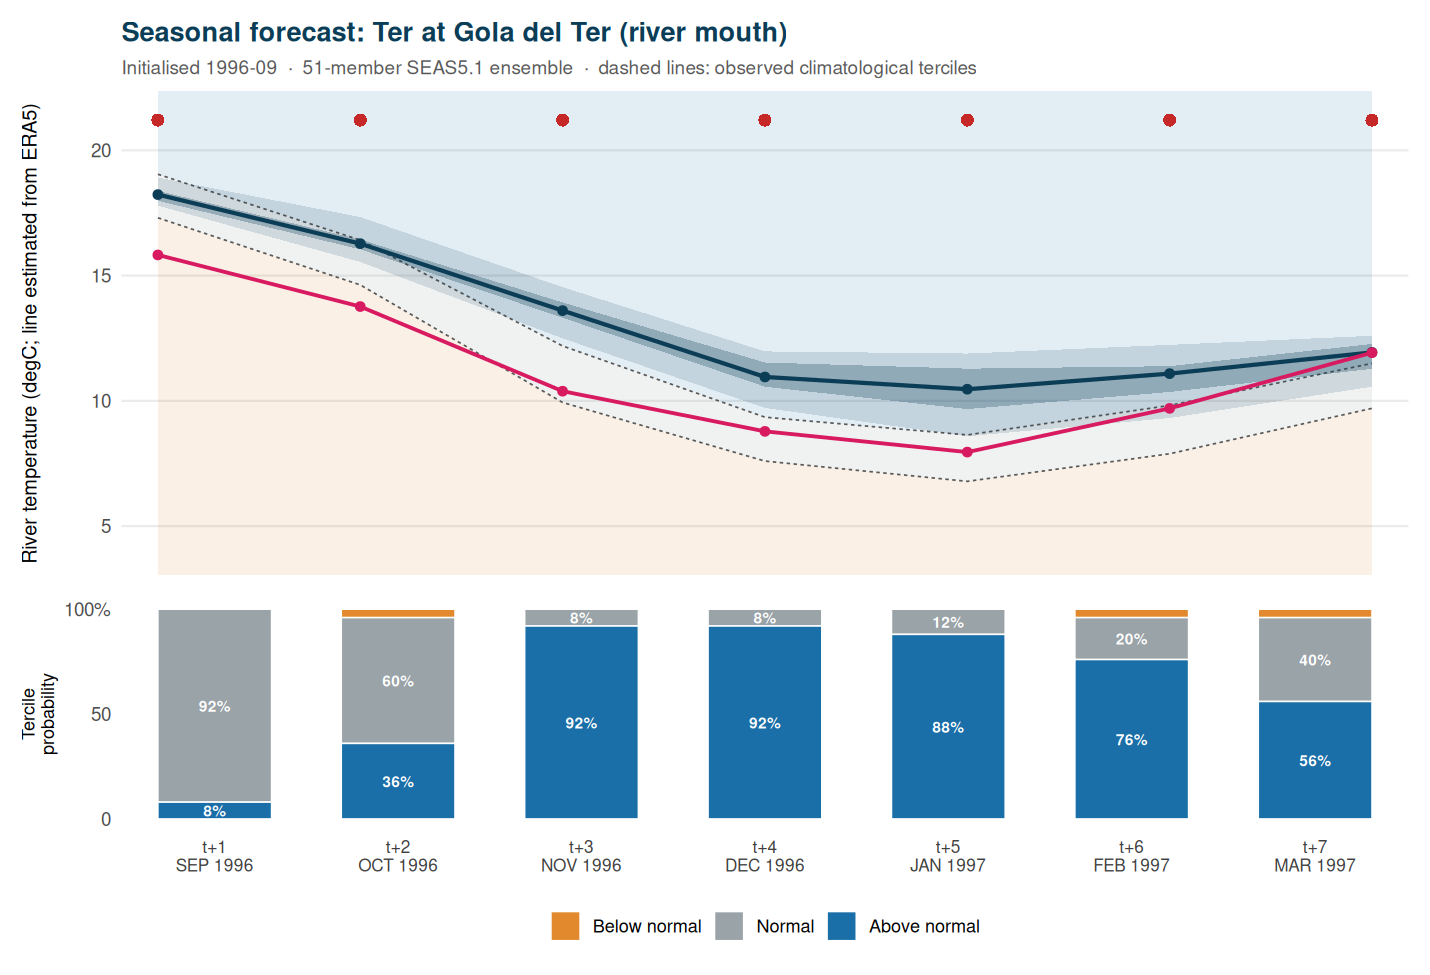 Seasonal forecast: Ter at Gola del Ter (river mouth)
Initialised 1996-09 · 51-member SEAS5.1 ensemble · dashed lines: observed climatological terciles
River temperature (degC; line estimated from ERA5)
20
15
10
5
Tercile
probability
100%
50
0
92%
8%
60%
36%
8%
92%
8%
92%
12%
88%
20%
76%
40%
56%
t+1
SEP 1996
t+2
OCT 1996
t+3
NOV 1996
t+4
DEC 1996
t+5
JAN 1997
t+6
FEB 1997
t+7
MAR 1997
Below normal
Normal
Above normal